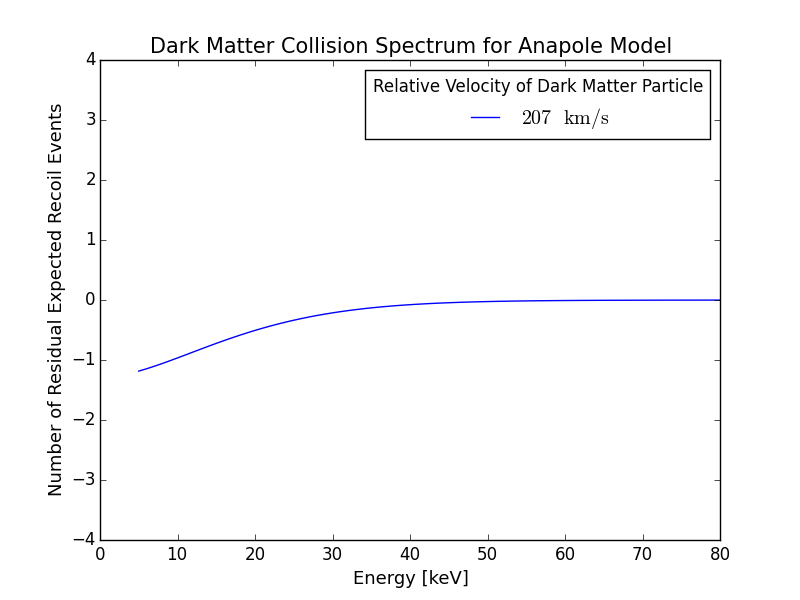 Dark Matter Collision Spectrum for Anapole Model
Relative Velocity of Dark Matter Particle
207 km/s
Number of Residual Expected Recoil Events
4
3
2
1
0
−1
−2
−3
−4
0 10 20 30 40 50 60 70 80
Energy [keV]